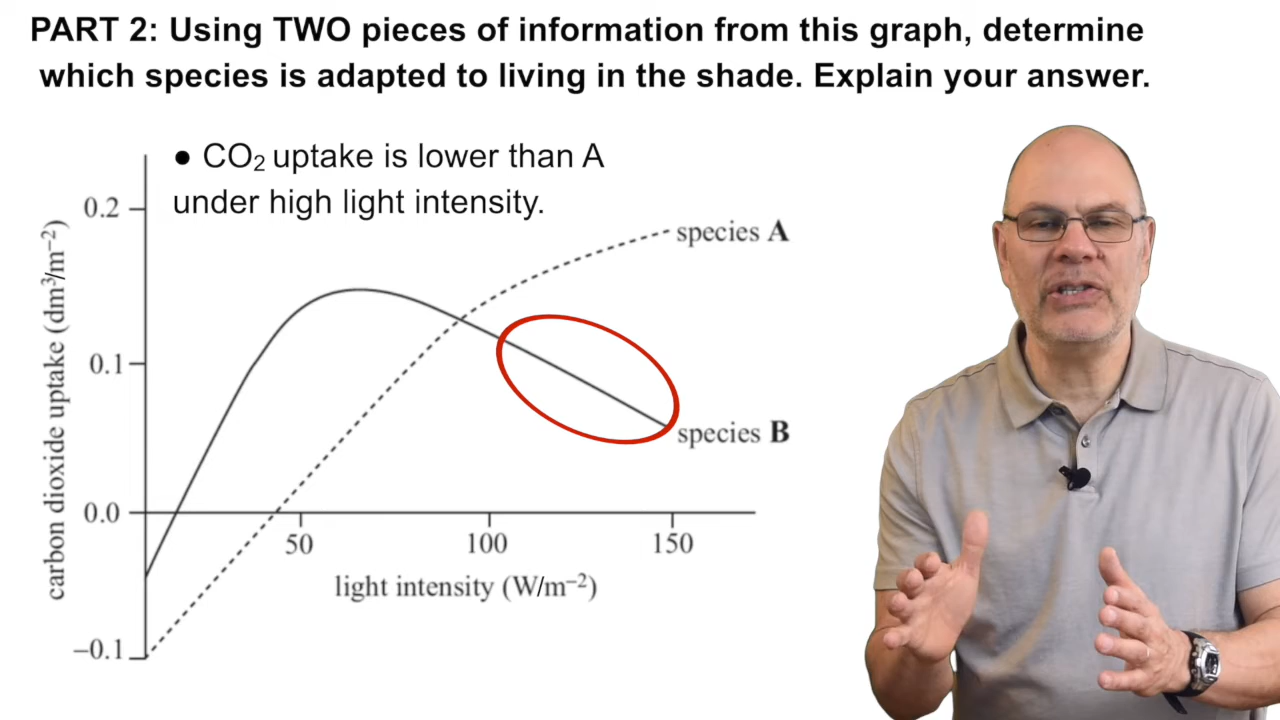 PART 2: Using TWO pieces of information from this graph, determine
which species is adapted to living in the shade. Explain your answer.
● CO₂ uptake is lower than A
under high light intensity.
carbon dioxide uptake (dm³/m⁻²)
0.2
0.1
0.0
−0.1
species A
species B
50
100
150
light intensity (W/m⁻²)